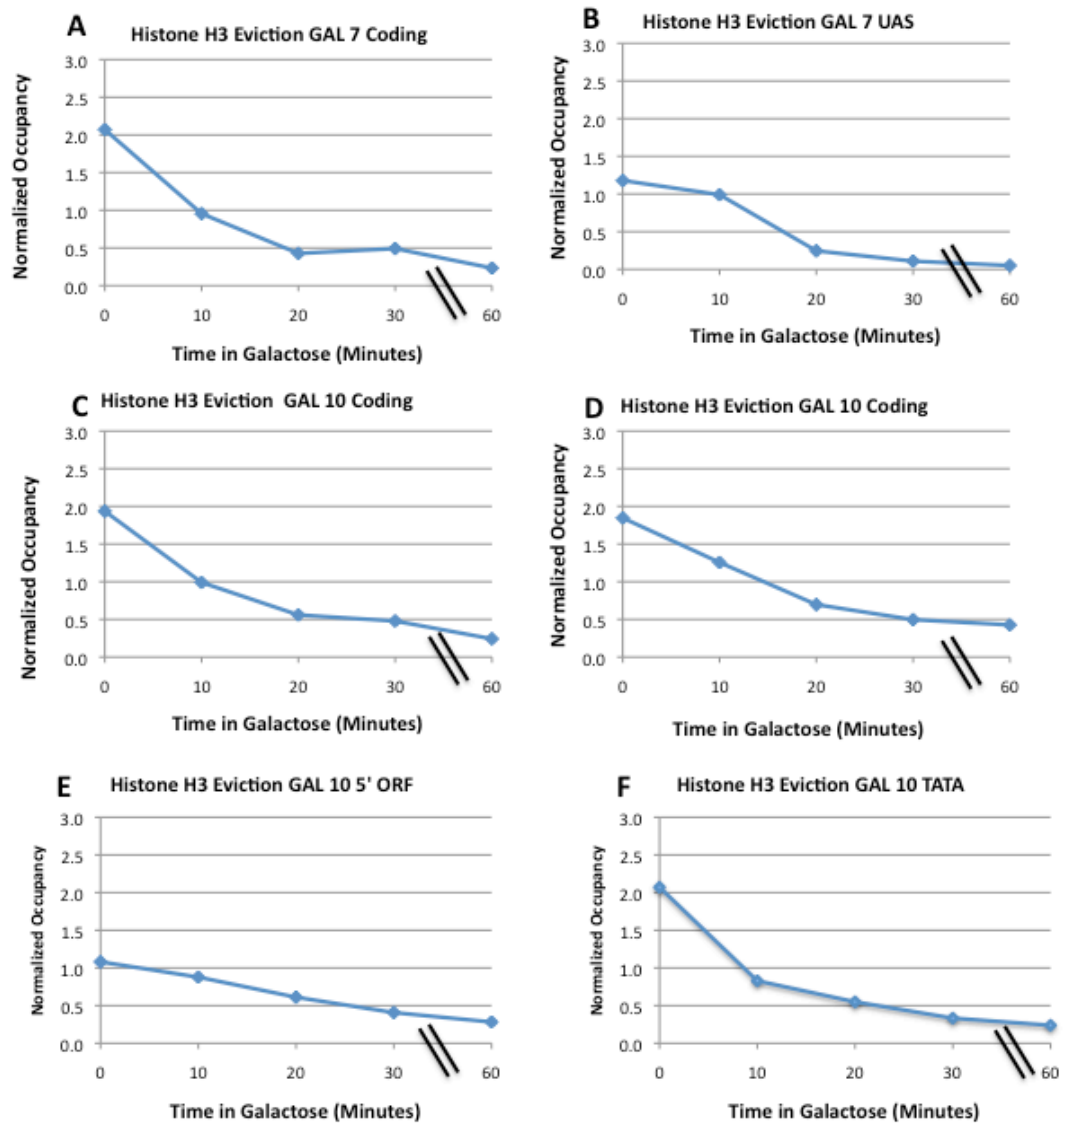 A
Histone H3 Eviction GAL 7 Coding
Normalized Occupancy
3.0
2.5
2.0
1.5
1.0
0.5
0.0
0 10 20 30 60
Time in Galactose (Minutes)
B
Histone H3 Eviction GAL 7 UAS
Normalized Occupancy
3.0
2.5
2.0
1.5
1.0
0.5
0.0
0 10 20 30 60
Time in Galactose (Minutes)
C
Histone H3 Eviction GAL 10 Coding
Normalized Occupancy
3.0
2.5
2.0
1.5
1.0
0.5
0.0
0 10 20 30 60
Time in Galactose (Minutes)
D
Histone H3 Eviction GAL 10 Coding
Normalized Occupancy
3.0
2.5
2.0
1.5
1.0
0.5
0.0
0 10 20 30 60
Time in Galactose (Minutes)
E
Histone H3 Eviction GAL 10 5' ORF
Normalized Occupancy
3.0
2.5
2.0
1.5
1.0
0.5
0.0
0 10 20 30 60
Time in Galactose (Minutes)
F
Histone H3 Eviction GAL 10 TATA
Normalized Occupancy
3.0
2.5
2.0
1.5
1.0
0.5
0.0
0 10 20 30 60
Time in Galactose (Minutes)